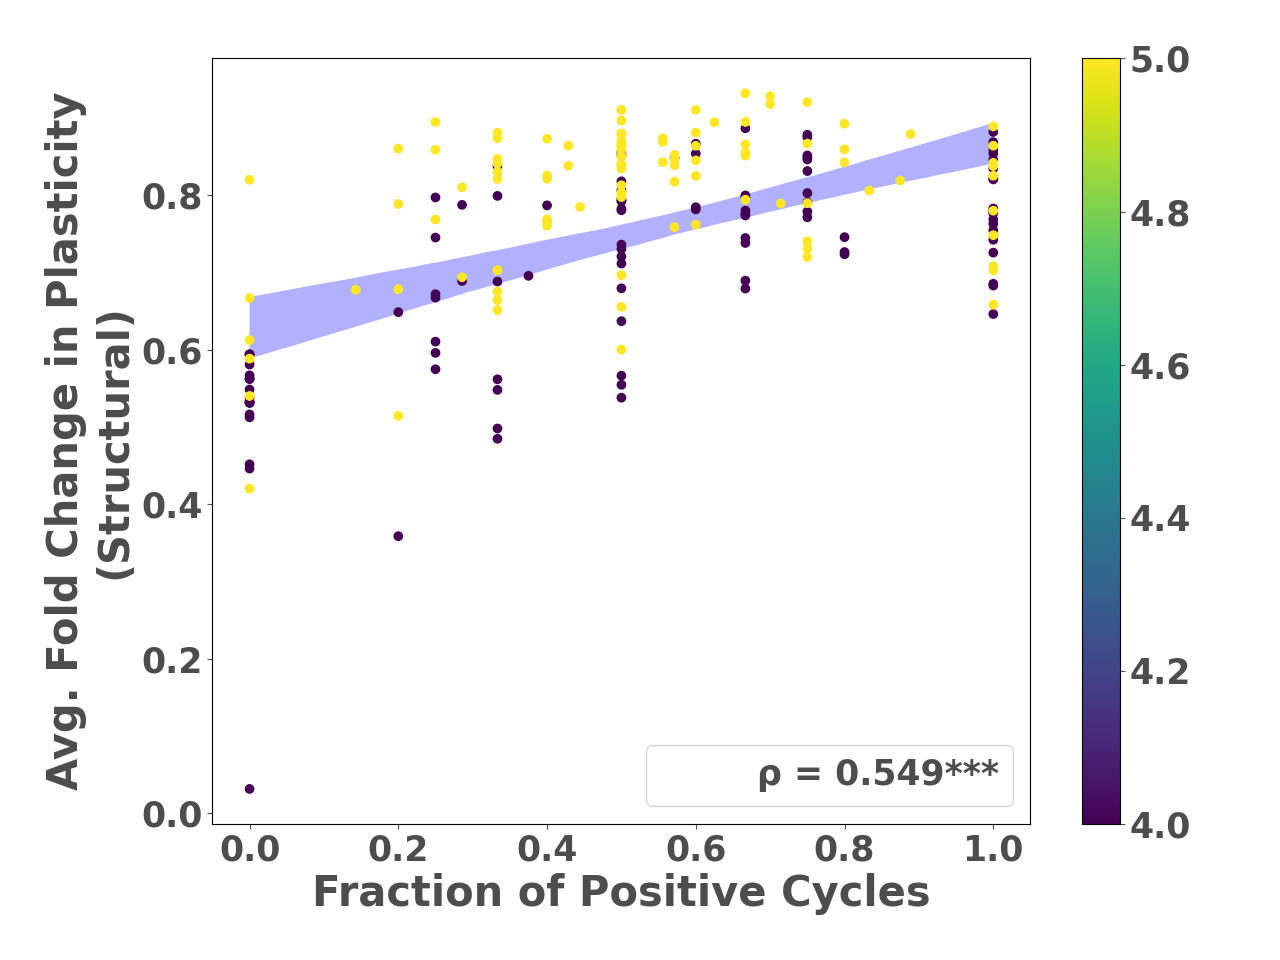 Avg. Fold Change in Plasticity
(Structural)
0.8
0.6
0.4
0.2
0.0
0.0 0.2 0.4 0.6 0.8 1.0
Fraction of Positive Cycles
ρ = 0.549***
5.0
4.8
4.6
4.4
4.2
4.0